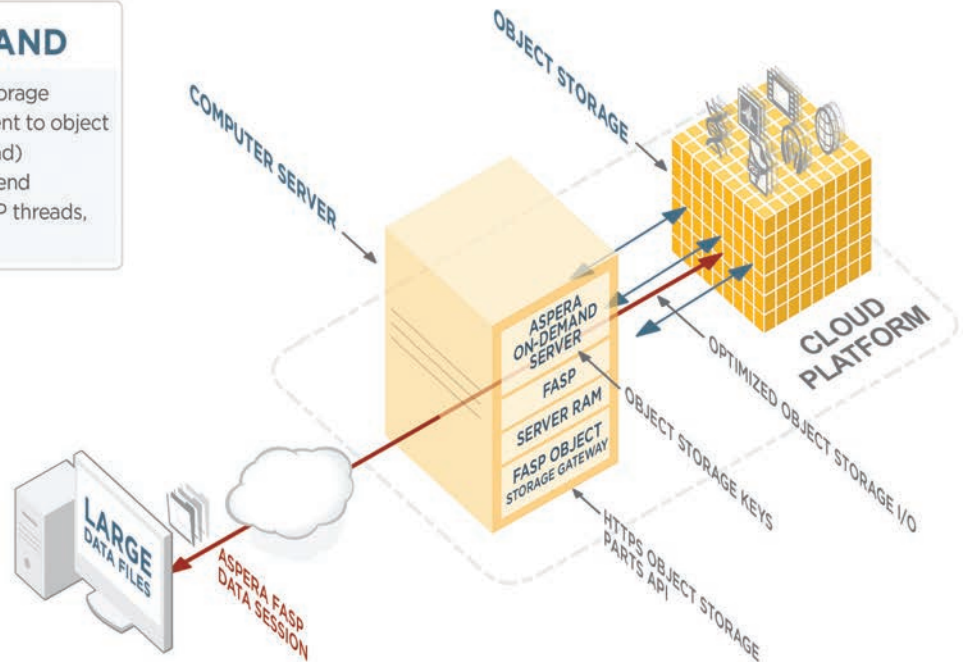 AND
orage
ent to object
ad)
end
P threads,
OBJECT STORAGE
COMPUTER SERVER
ASPERA
ON-DEMAND
SERVER
FASP
SERVER RAM
FASP OBJECT
STORAGE GATEWAY
CLOUD
PLATFORM
OPTIMIZED OBJECT STORAGE I/O
OBJECT STORAGE KEYS
HTTPS OBJECT STORAGE
PARTS API
LARGE
DATA FILES
ASPERA FASP
DATA SESSION